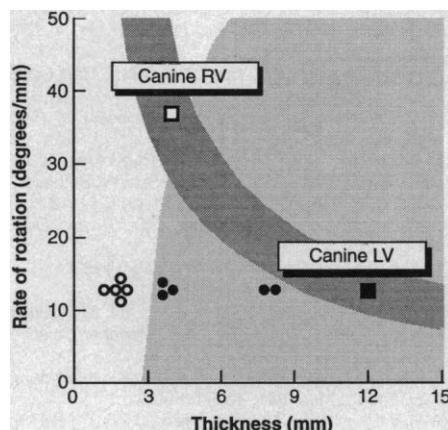 Rate of rotation (degrees/mm)
50
40
30
20
10
0
Canine RV
Canine LV
3
6
9
12
15
Thickness (mm)